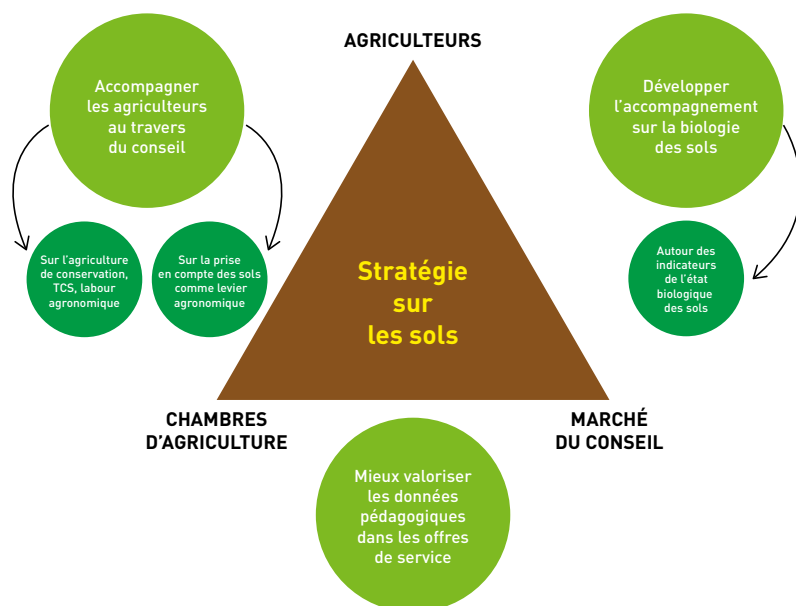 AGRICULTEURS
Accompagner
les agriculteurs
au travers
du conseil
Développer
l'accompagnement
sur la biologie
des sols
Sur l'agriculture
de conservation,
TCS, labour
agronomique
Sur la prise
en compte des sols
comme levier
agronomique
Stratégie
sur
les sols
Autour des
indicateurs
de l'état
biologique
des sols
CHAMBRES
D'AGRICULTURE
MARCHÉ
DU CONSEIL
Mieux valoriser
les données
pédagogiques
dans les offres
de service